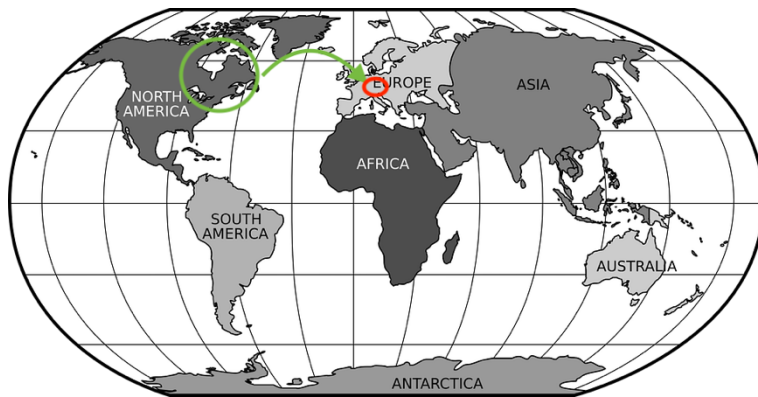 EUROPE
ASIA
NORTH
AMERICA
AFRICA
SOUTH
AMERICA
AUSTRALIA
ANTARCTICA